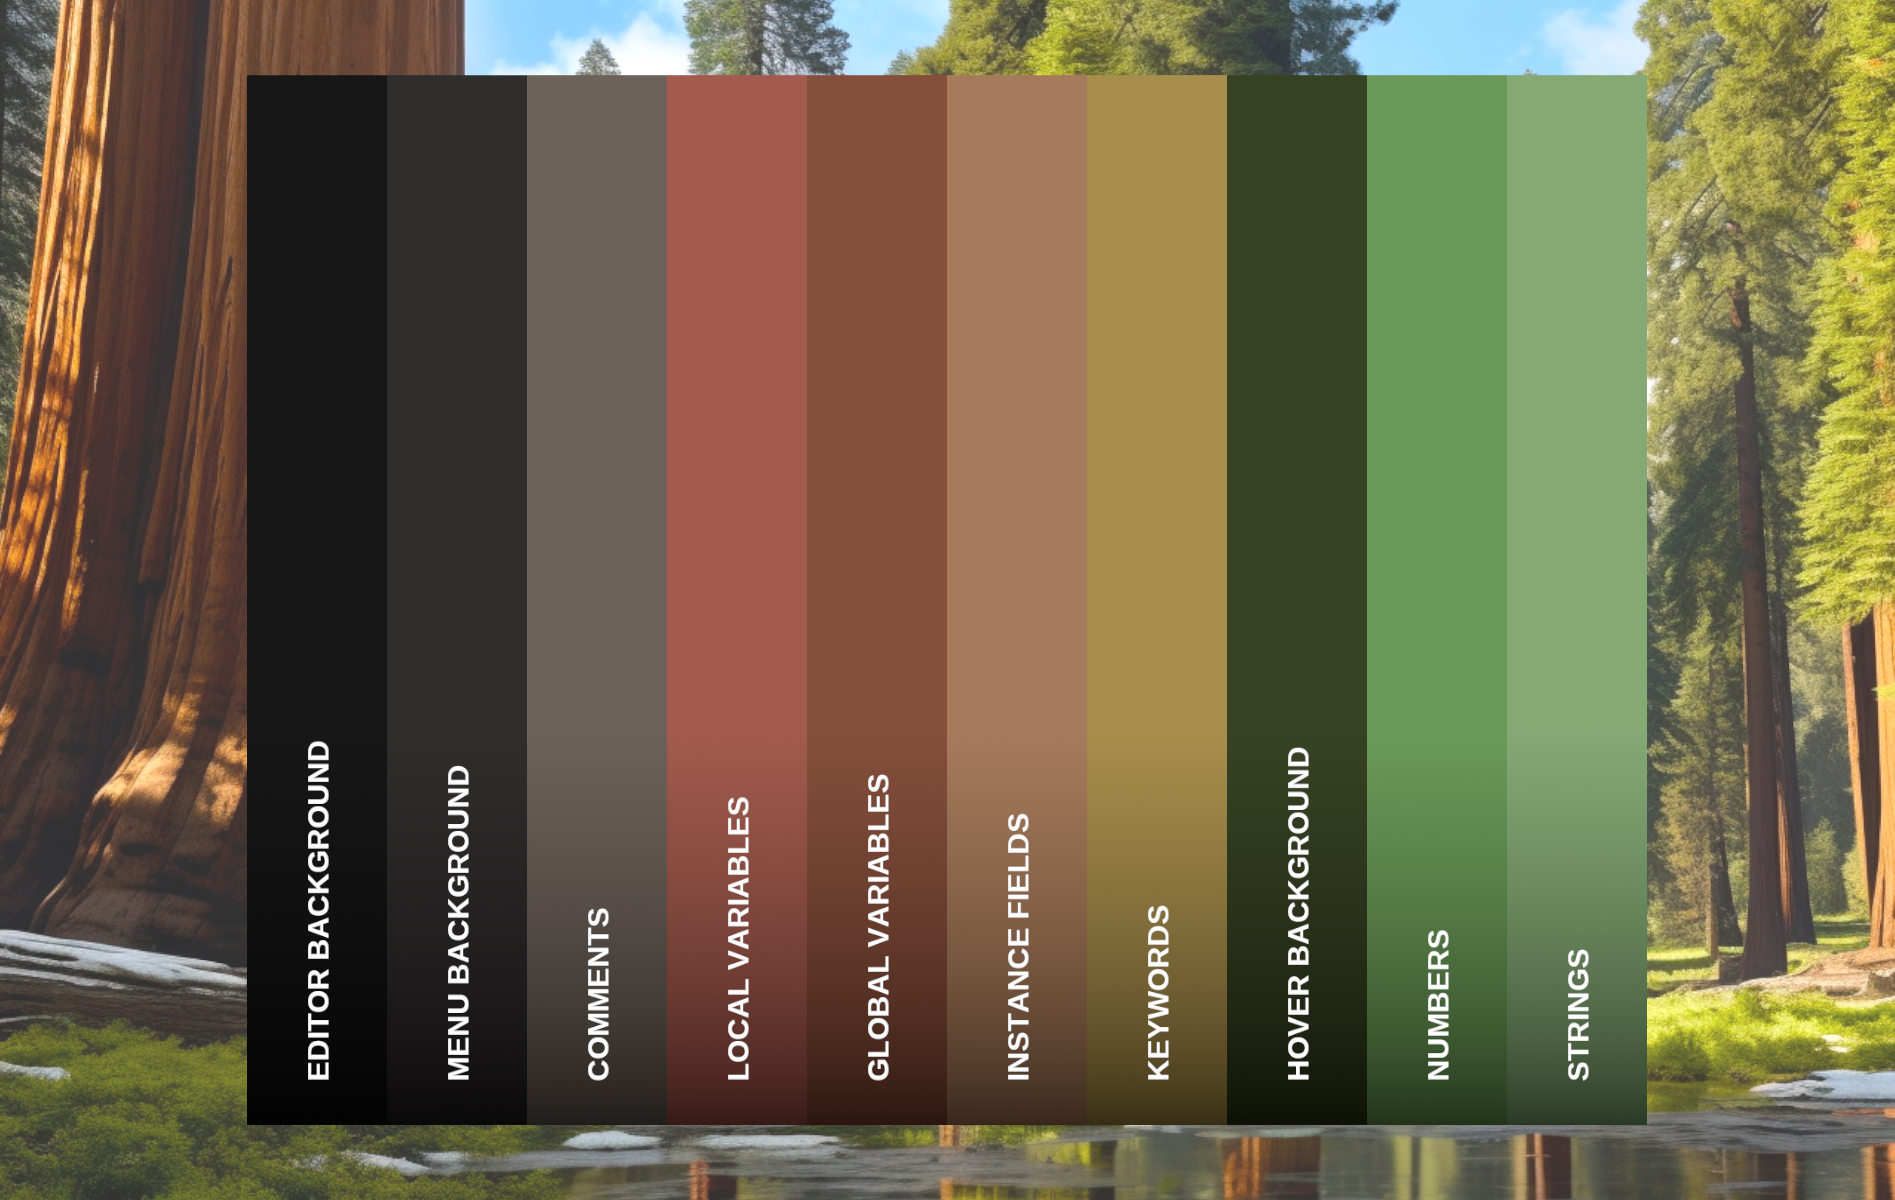 EDITOR BACKGROUND
MENU BACKGROUND
COMMENTS
LOCAL VARIABLES
GLOBAL VARIABLES
INSTANCE FIELDS
KEYWORDS
HOVER BACKGROUND
NUMBERS
STRINGS